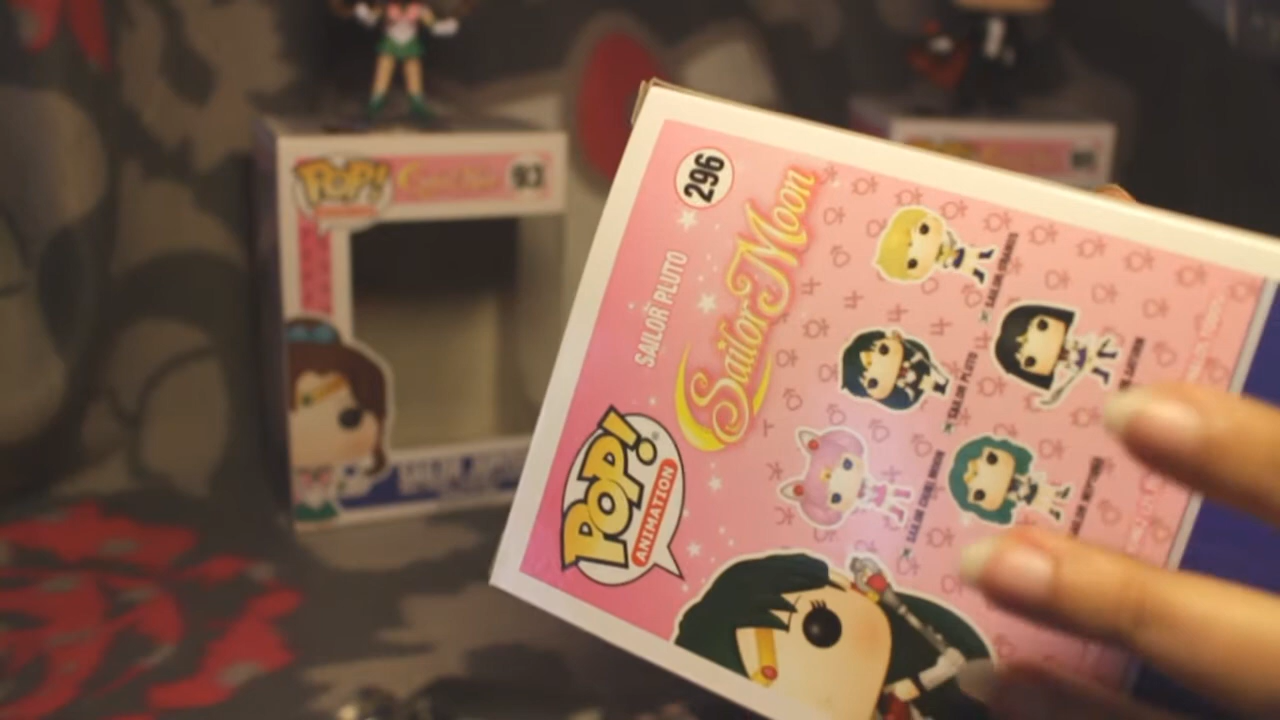 POP!
93
296
SAILOR PLUTO
Sailor Moon
POP!
ANIMATION
SAILOR URANUS
SAILOR PLUTO
SAILOR SATURN
SAILOR CHIBI MOON
SAILOR NEPTUNE